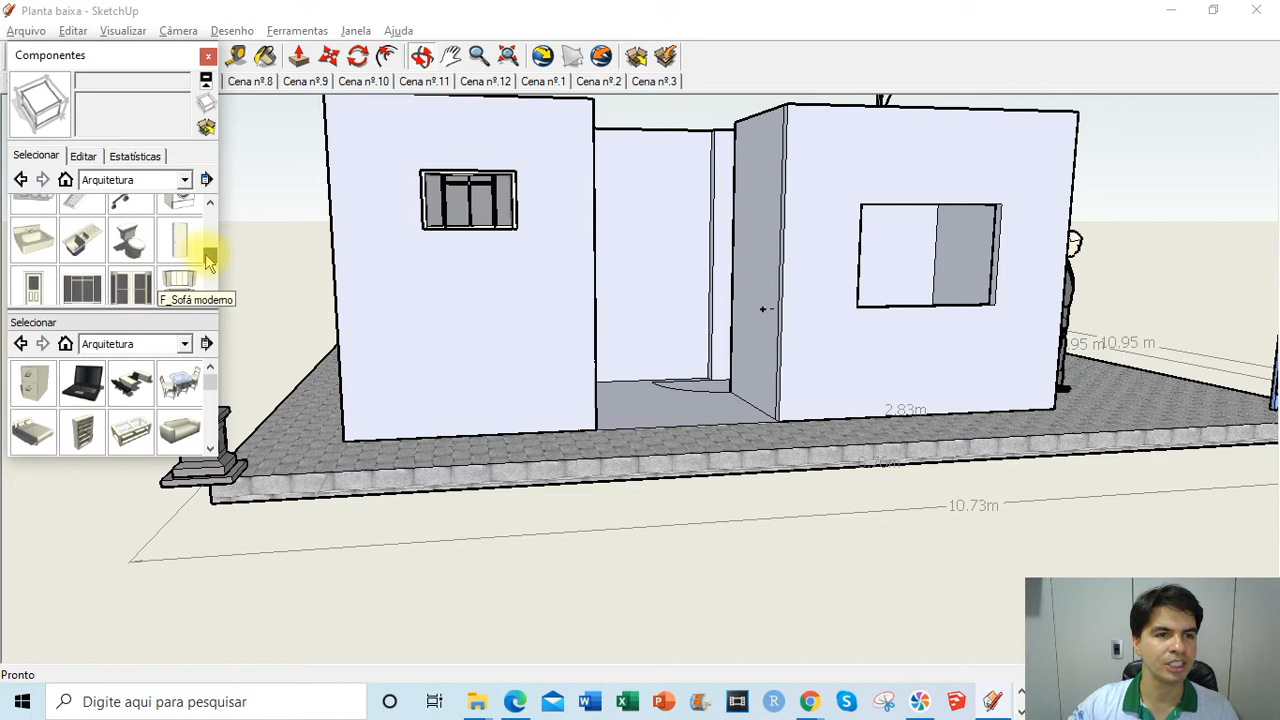 Planta baixa - SketchUp
Arquivo Editar Visualizar Câmera Desenho Ferramentas Janela Ajuda
Componentes
Cena nº.8 Cena nº.9 Cena nº.10 Cena nº.11 Cena nº.12 Cena nº.1 Cena nº.2 Cena nº.3
Selecionar Editar Estatísticas
Arquitetura
F_Sofá moderno
Selecionar
Arquitetura
.95 m 10.95 m
2.83m
10.73m
Pronto
Digite aqui para pesquisar